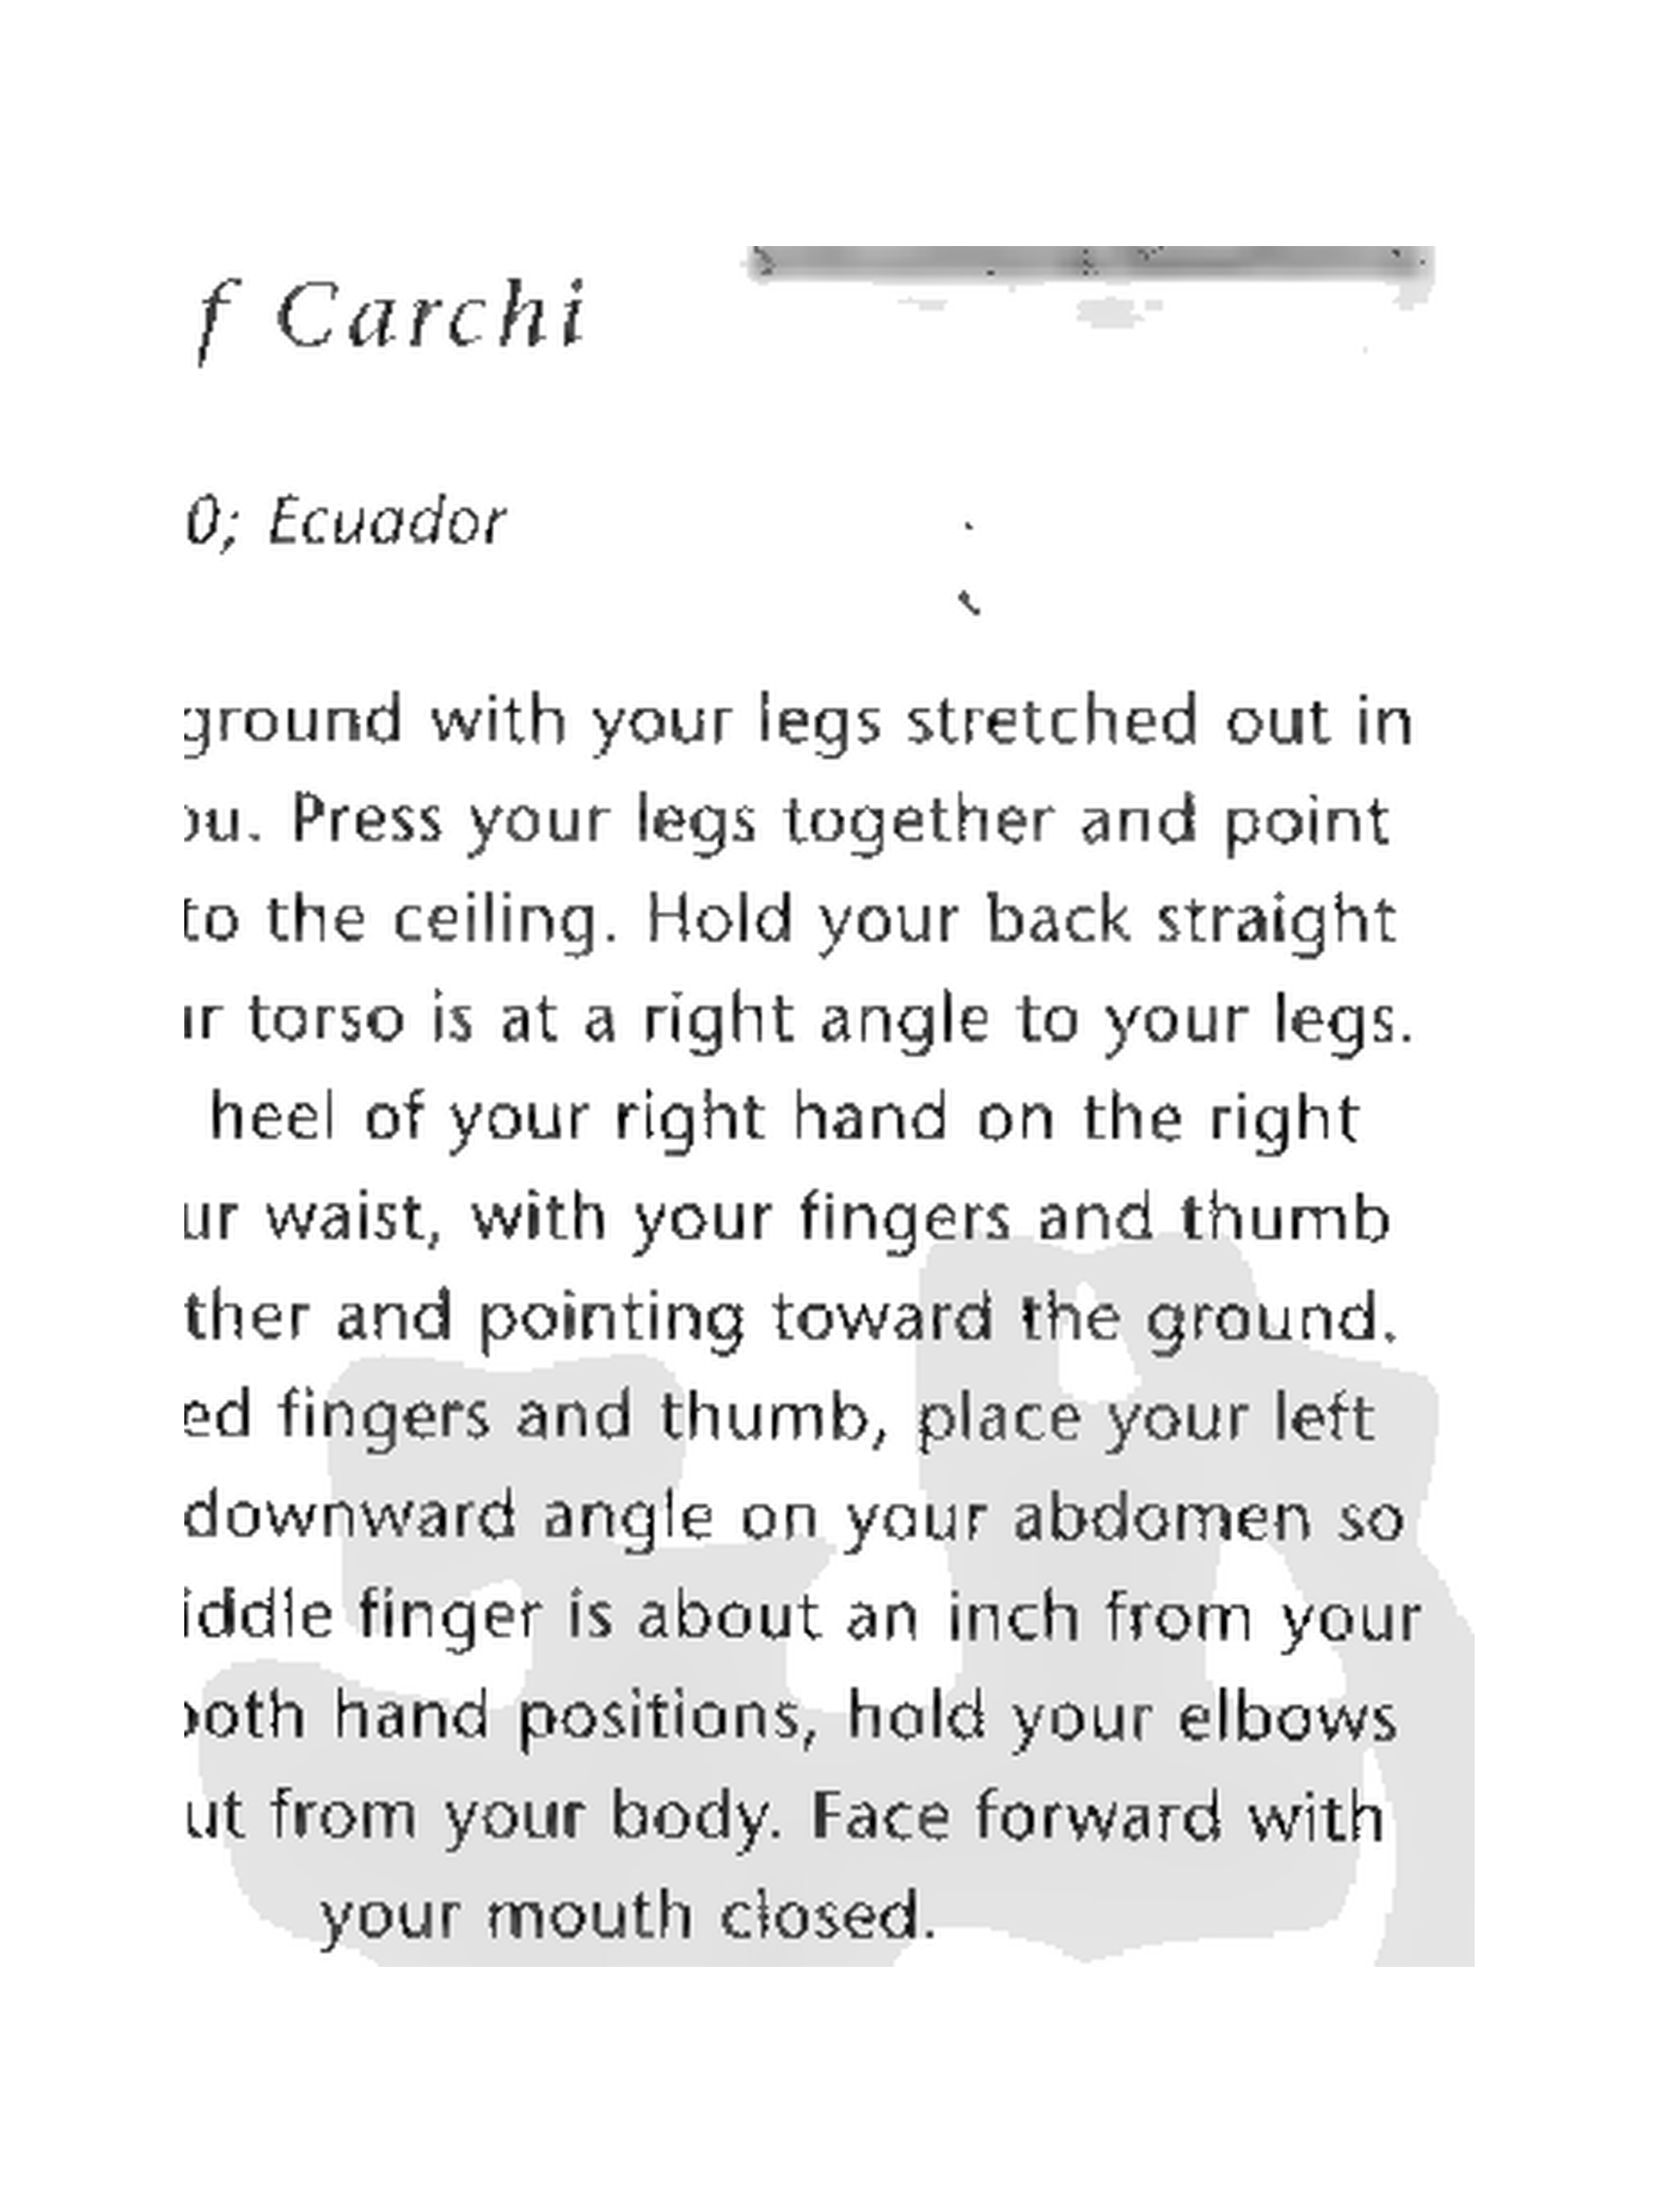 f Carchi
0; Ecuador
ground with your legs stretched out in
ou. Press your legs together and point
to the ceiling. Hold your back straight
ur torso is at a right angle to your legs.
heel of your right hand on the right
ur waist, with your fingers and thumb
ther and pointing toward the ground.
ed fingers and thumb, place your left
downward angle on your abdomen so
iddle finger is about an inch from your
both hand positions, hold your elbows
ut from your body. Face forward with
your mouth closed.